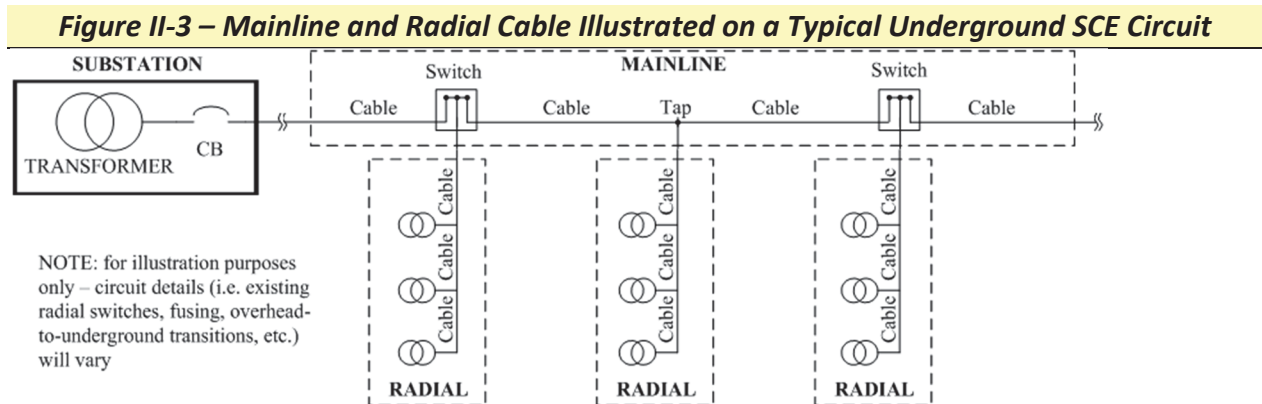 Figure II-3 – Mainline and Radial Cable Illustrated on a Typical Underground SCE Circuit
SUBSTATION
TRANSFORMER
CB
MAINLINE
Cable
Switch
Cable
Tap
Cable
Switch
Cable
Cable
Cable
Cable
RADIAL
Cable
Cable
Cable
RADIAL
Cable
Cable
Cable
RADIAL
NOTE: for illustration purposes
only – circuit details (i.e. existing
radial switches, fusing, overhead-
to-underground transitions, etc.)
will vary